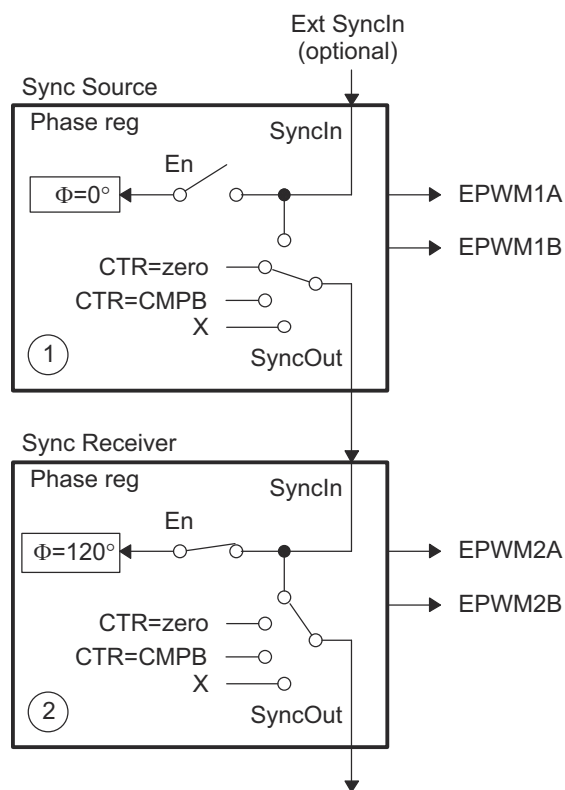 Ext SyncIn
(optional)
Sync Source
Phase reg
SyncIn
En
Φ=0°
EPWM1A
EPWM1B
CTR=zero
CTR=CMPB
X
1
SyncOut
Sync Receiver
Phase reg
SyncIn
En
Φ=120°
EPWM2A
EPWM2B
CTR=zero
CTR=CMPB
X
2
SyncOut